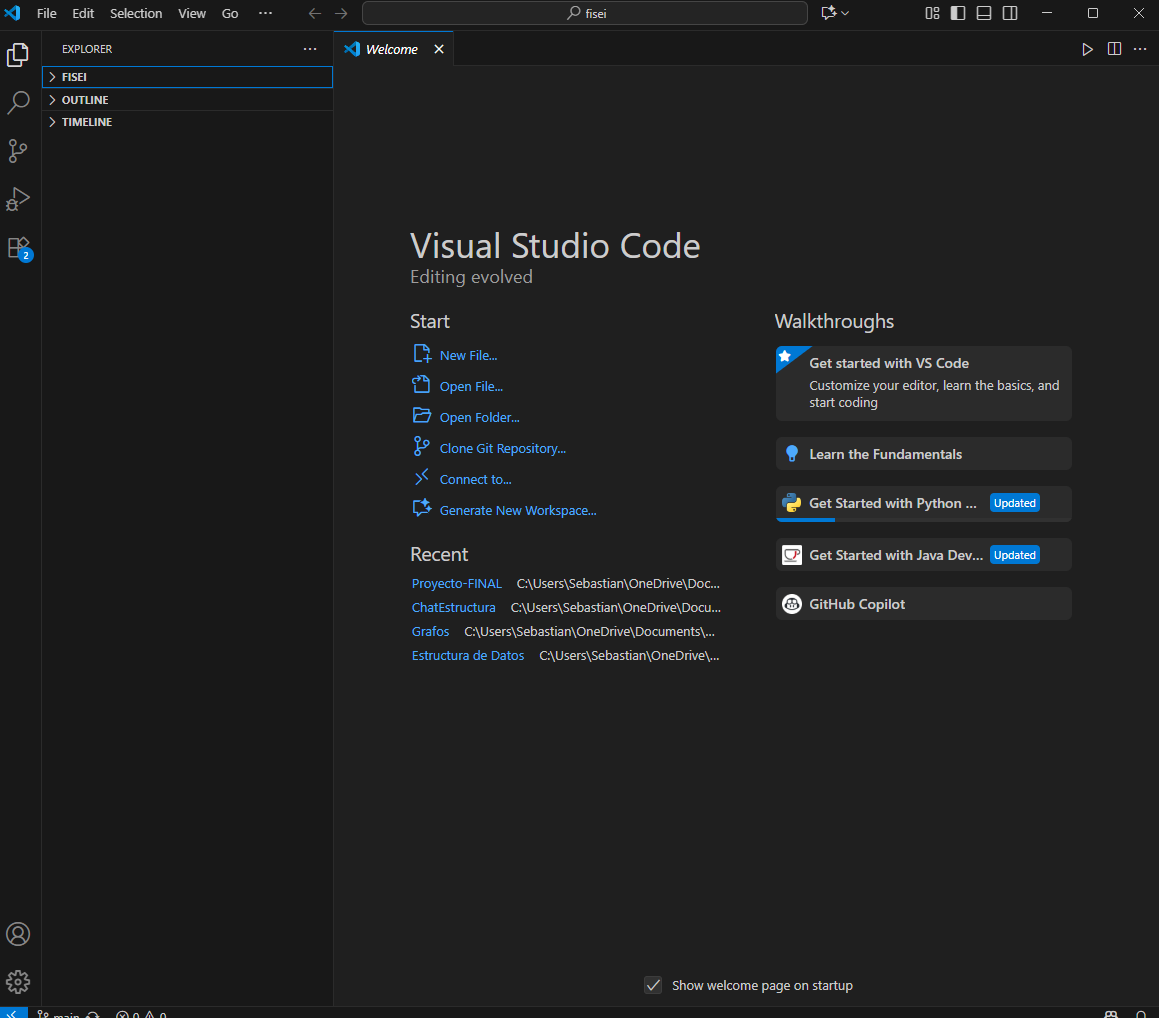 File Edit Selection View Go ··· fisei
EXPLORER ···
Welcome
FISEI
OUTLINE
TIMELINE
2
Visual Studio Code
Editing evolved
Start
New File...
Open File...
Open Folder...
Clone Git Repository...
Connect to...
Generate New Workspace...
Recent
Proyecto-FINAL C:\Users\Sebastian\OneDrive\Doc...
ChatEstructura C:\Users\Sebastian\OneDrive\Docu...
Grafos C:\Users\Sebastian\OneDrive\Documents\...
Estructura de Datos C:\Users\Sebastian\OneDrive\...
Walkthroughs
Get started with VS Code
Customize your editor, learn the basics, and
start coding
Learn the Fundamentals
Get Started with Python ... Updated
Get Started with Java Dev... Updated
GitHub Copilot
Show welcome page on startup
main 0 0